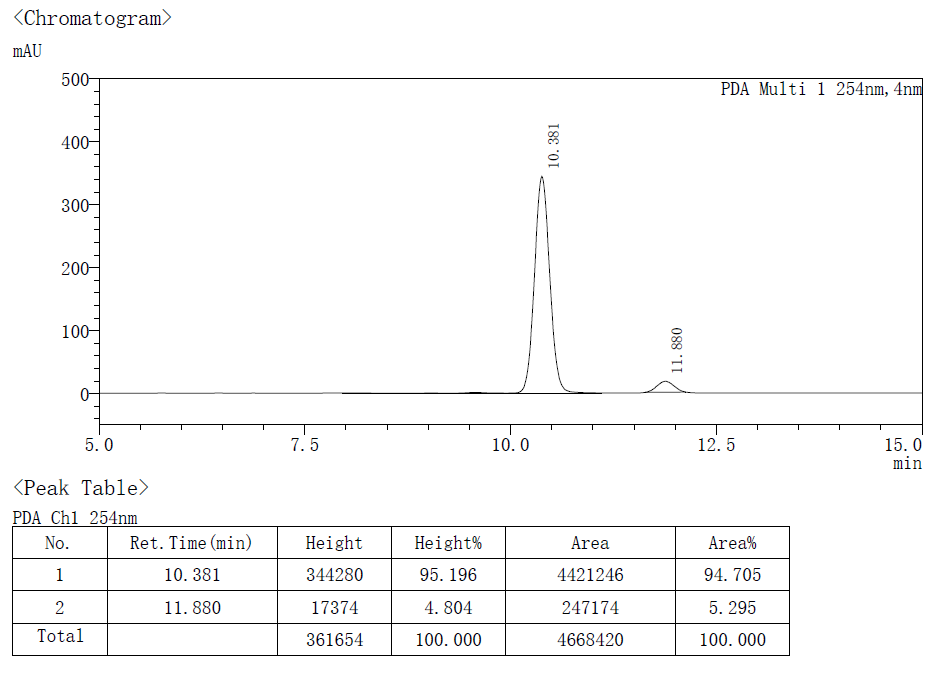 <Chromatogram>
mAU
PDA Multi 1 254nm,4nm
500
400
300
200
100
0
10.381
11.880
5.0 7.5 10.0 12.5 15.0
min
<Peak Table>
PDA Ch1 254nm
No. Ret.Time(min) Height Height% Area Area%
1 10.381 344280 95.196 4421246 94.705
2 11.880 17374 4.804 247174 5.295
Total 361654 100.000 4668420 100.000